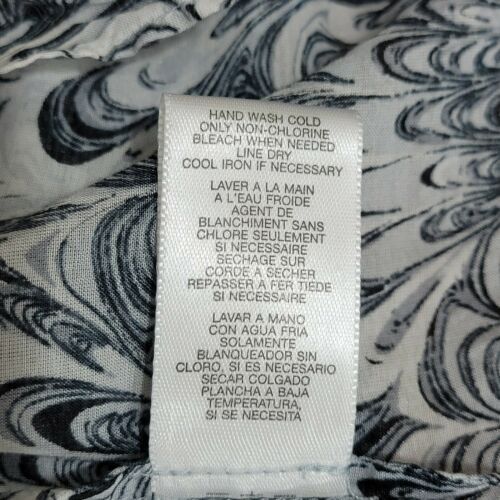 HAND WASH COLD
ONLY NON-CHLORINE
BLEACH WHEN NEEDED
LINE DRY
COOL IRON IF NECESSARY
LAVER A LA MAIN
A L'EAU FROIDE
AGENT DE
BLANCHIMENT SANS
CHLORE SEULEMENT
SI NECESSAIRE
SECHAGE SUR
CORDE A SECHER
REPASSER A FER TIEDE
SI NECESSAIRE
LAVAR A MANO
CON AGUA FRIA
SOLAMENTE
BLANQUEADOR SIN
CLORO, SI ES NECESARIO
SECAR COLGADO
PLANCHA A BAJA
TEMPERATURA,
SI SE NECESITA